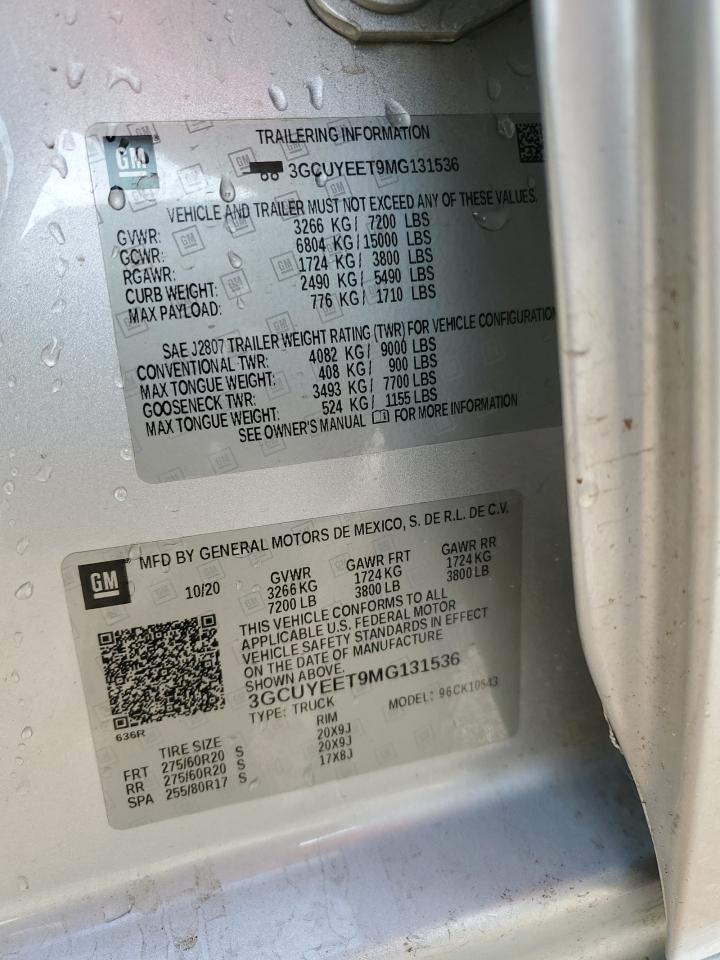 GM
TRAILERING INFORMATION
3GCUYEET9MG131536
VEHICLE AND TRAILER MUST NOT EXCEED ANY OF THESE VALUES.
GVWR: 3266 KG/ 7200 LBS
GCWR: 6804 KG/ 15000 LBS
RGAWR: 1724 KG/ 3800 LBS
CURB WEIGHT: 2490 KG/ 5490 LBS
MAX PAYLOAD: 776 KG/ 1710 LBS
SAE J2807 TRAILER WEIGHT RATING (TWR) FOR VEHICLE CONFIGURATION
CONVENTIONAL TWR: 4082 KG/ 9000 LBS
MAX TONGUE WEIGHT: 408 KG/ 900 LBS
GOOSENECK TWR: 3493 KG/ 7700 LBS
MAX TONGUE WEIGHT: 524 KG/ 1155 LBS
SEE OWNER'S MANUAL FOR MORE INFORMATION
MFD BY GENERAL MOTORS DE MEXICO, S. DE R.L. DE C.V.
GM
10/20
GVWR GAWR FRT GAWR RR
3266 KG 1724 KG 1724 KG
7200 LB 3800 LB 3800 LB
THIS VEHICLE CONFORMS TO ALL
APPLICABLE U.S. FEDERAL MOTOR
VEHICLE SAFETY STANDARDS IN EFFECT
ON THE DATE OF MANUFACTURE
SHOWN ABOVE.
3GCUYEET9MG131536
TYPE: TRUCK MODEL: 96CK10543
636R
TIRE SIZE RIM
FRT 275/60R20 S 20X9J
RR 275/60R20 S 20X9J
SPA 255/80R17 S 17X8J